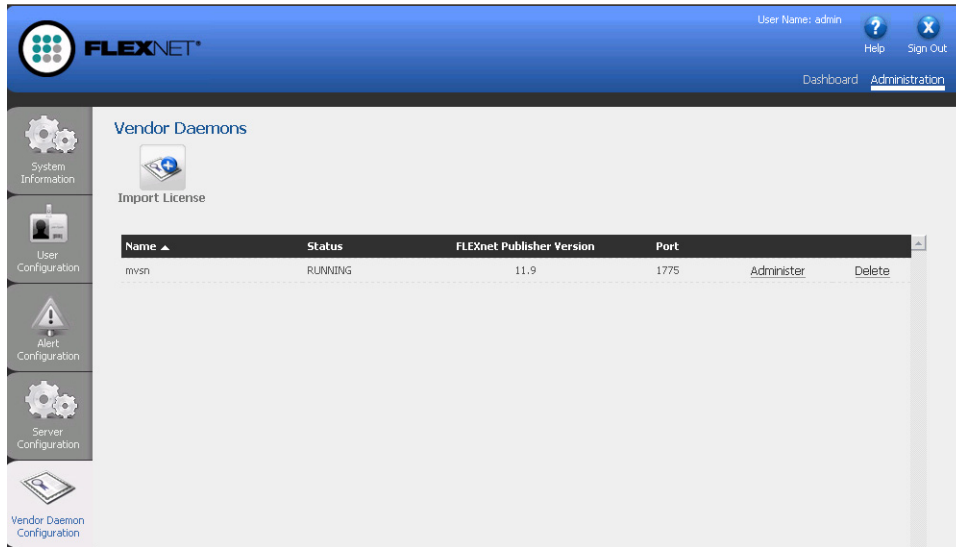 User Name: admin
?
X
FLEXNET
Help
Sign Out
Dashboard
Administration
System
Information
User
Configuration
Alert
Configuration
Server
Configuration
Vendor Daemon
Configuration
Vendor Daemons
Import License
Name Status FLEXnet Publisher Version Port
mvsn RUNNING 11.9 1775 Administer Delete